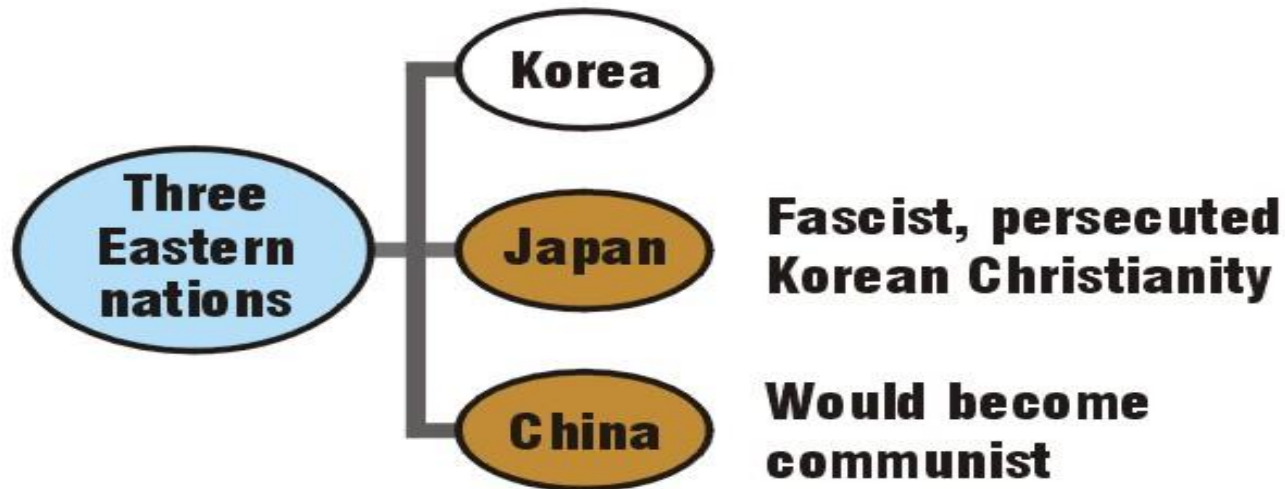 Korea
Three
Eastern
nations
Japan
Fascist, persecuted
Korean Christianity
China
Would become
communist